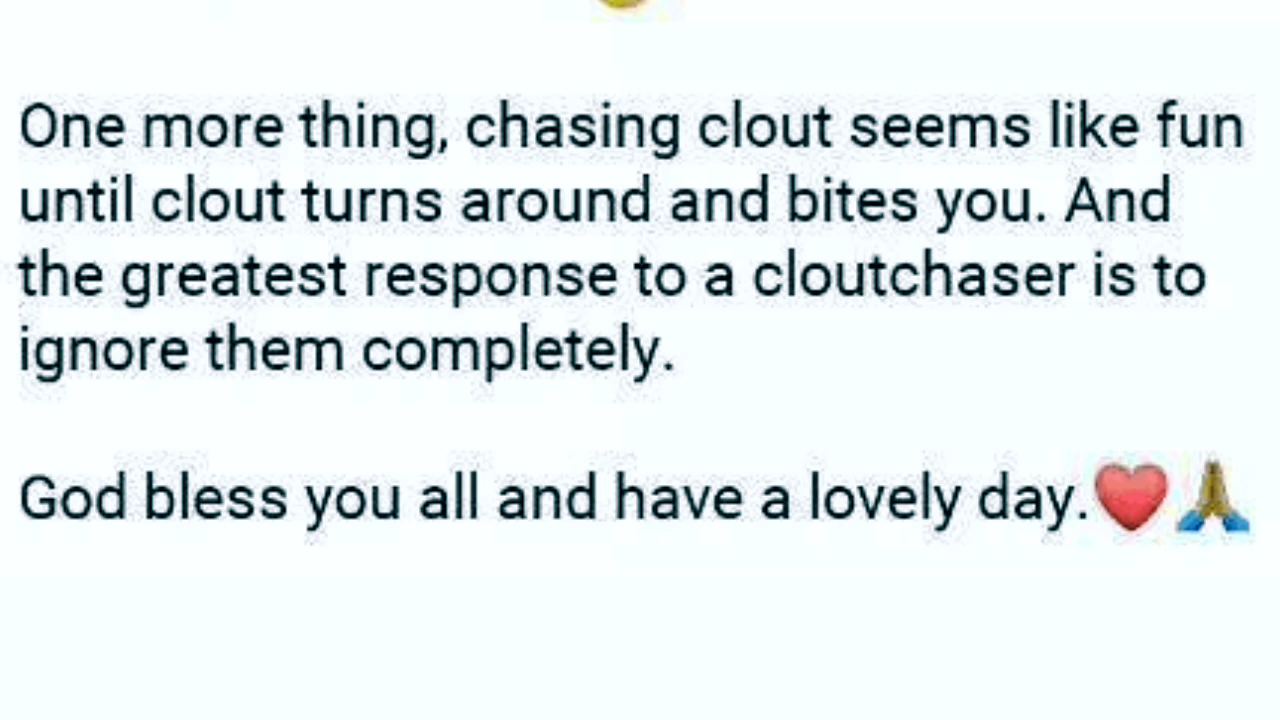 One more thing, chasing clout seems like fun
until clout turns around and bites you. And
the greatest response to a cloutchaser is to
ignore them completely.
God bless you all and have a lovely day.❤️🙏